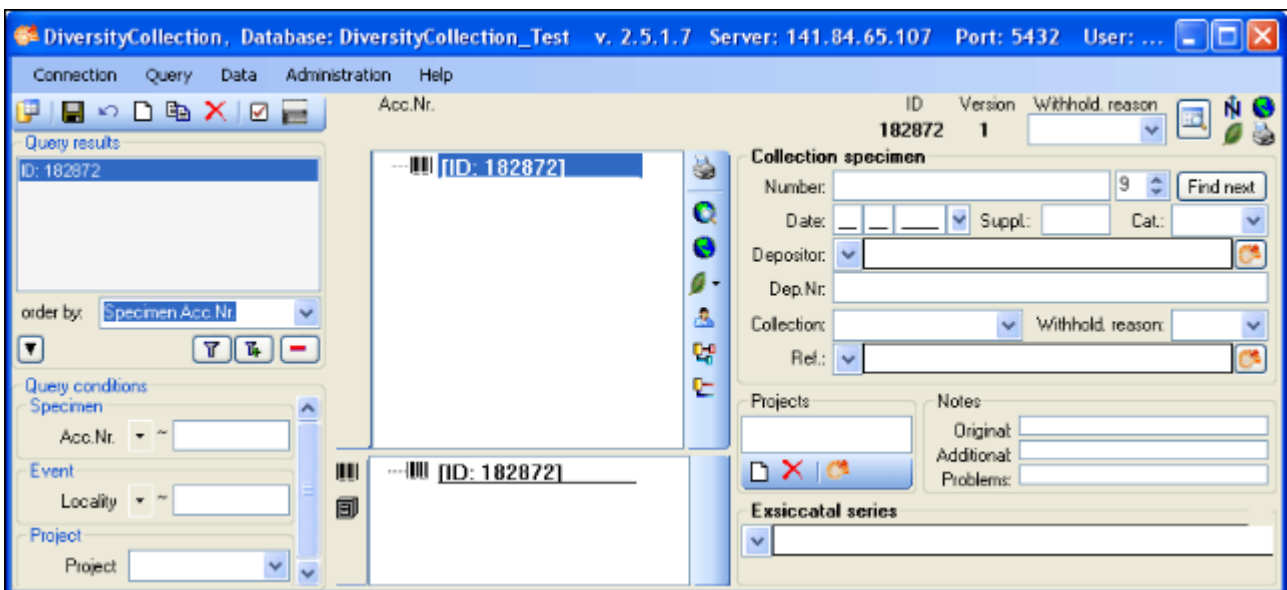 DiversityCollection, Database: DiversityCollection_Test v. 2.5.1.7 Server: 141.84.65.107 Port: 5432 User: ...
Connection Query Data Administration Help
Query results
ID: 182872
order by: Specimen Acc.Nr.
Query conditions
Specimen
Acc.Nr. ~
Event
Locality ~
Project
Project
Acc.Nr.
ID Version Withhold. reason
182872 1
[ID: 182872]
[ID: 182872]
Collection specimen
Number: 9 Find next
Date: __ __ ____ Suppl.: Cat.:
Depositor:
Dep.Nr.:
Collection: Withhold. reason:
Ref.:
Projects
Notes
Original:
Additional:
Problems:
Exsiccatal series